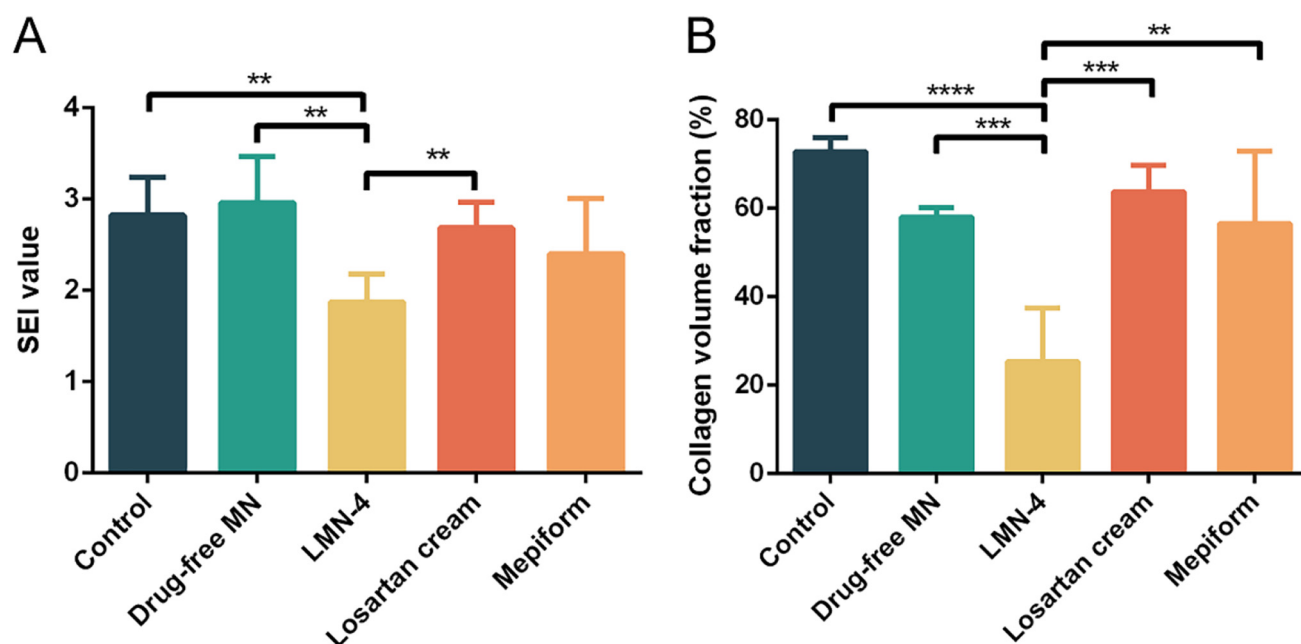 A
SEI value
4
3
2
1
0
**
**
**
Control
Drug-free MN
LMN-4
Losartan cream
Mepiform
B
Collagen volume fraction (%)
80
60
40
20
0
**
***
****
***
Control
Drug-free MN
LMN-4
Losartan cream
Mepiform